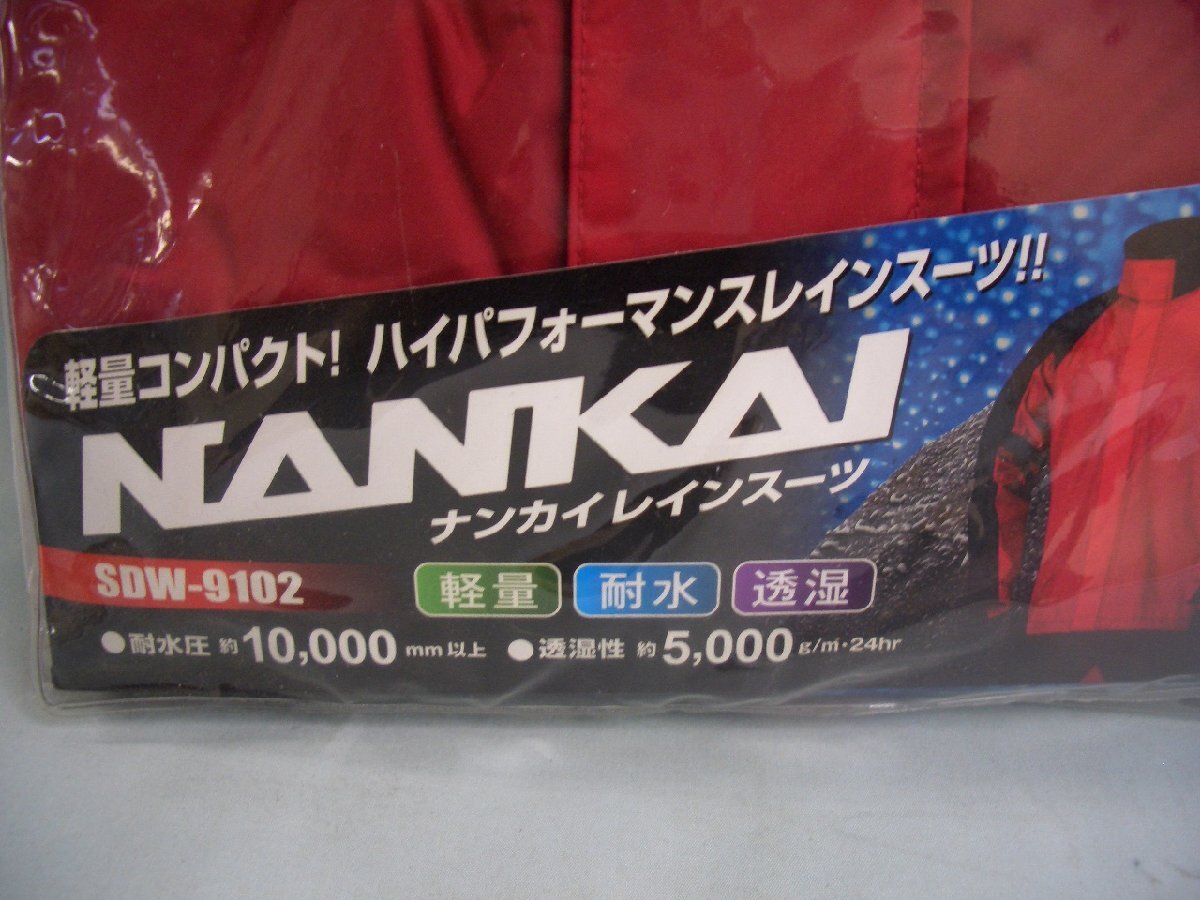 軽量コンパクト! ハイパフォーマンスレインスーツ!!
NANKAI
ナンカイレインスーツ
SDW-9102
軽量 耐水 透湿
●耐水圧 約10,000mm以上 ●透湿性 約5,000g/㎡・24hr